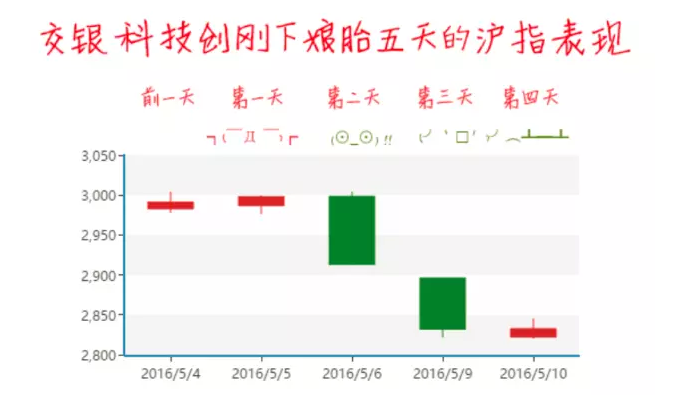 交银科技创刚下娘胎五天的沪指表现
前一天 第一天 第二天 第三天 第四天
┓(￣Д￣)┏ (⊙_⊙)!! (╯' □'╯︵┻━┻
3,050
3,000
2,950
2,900
2,850
2,800
2016/5/4 2016/5/5 2016/5/6 2016/5/9 2016/5/10